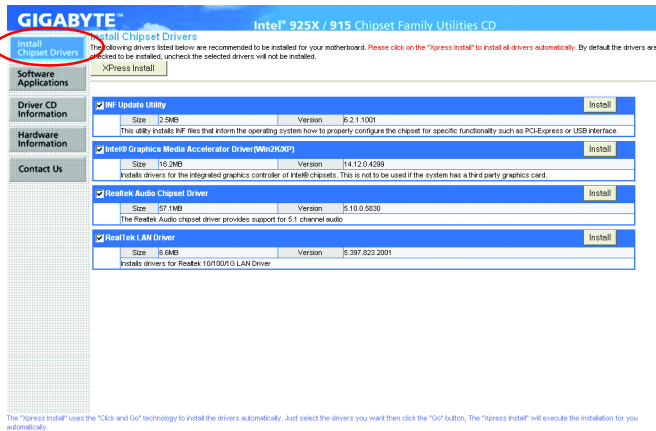 GIGABYTE™
Intel® 925X / 915 Chipset Family Utilities CD
Install
Chipset Drivers
Software
Applications
Driver CD
Information
Hardware
Information
Contact Us
Install Chipset Drivers
The following drivers listed below are recommended to be installed for your motherboard. Please click on the "Xpress Install" to install all drivers automatically. By default the drivers are
checked to be installed, uncheck the selected drivers will not be installed.
XPress Install
INF Update Utility Install
Size 2.5MB Version 6.2.1.1001
This utility installs INF files that inform the operating system how to properly configure the chipset for specific functionality such as PCI-Express or USB interface.
Intel® Graphics Media Accelerator Driver(Win2K/XP) Install
Size 16.2MB Version 14.12.0.4299
Installs drivers for the integrated graphics controller of Intel® chipsets. This is not to be used if the system has a third party graphics card.
Realtek Audio Chipset Driver Install
Size 57.1MB Version 5.10.0.5830
The Realtek Audio chipset driver provides support for 5.1 channel audio
RealTek LAN Driver Install
Size 6.6MB Version 5.397.823.2001
Installs drivers for Realtek 10/100/1G LAN Driver
The "Xpress Install" uses the "Click and Go" technology to install the drivers automatically. Just select the drivers you want then click the "Go" button, The "Xpress Install" will execute the installation for you
automatically.